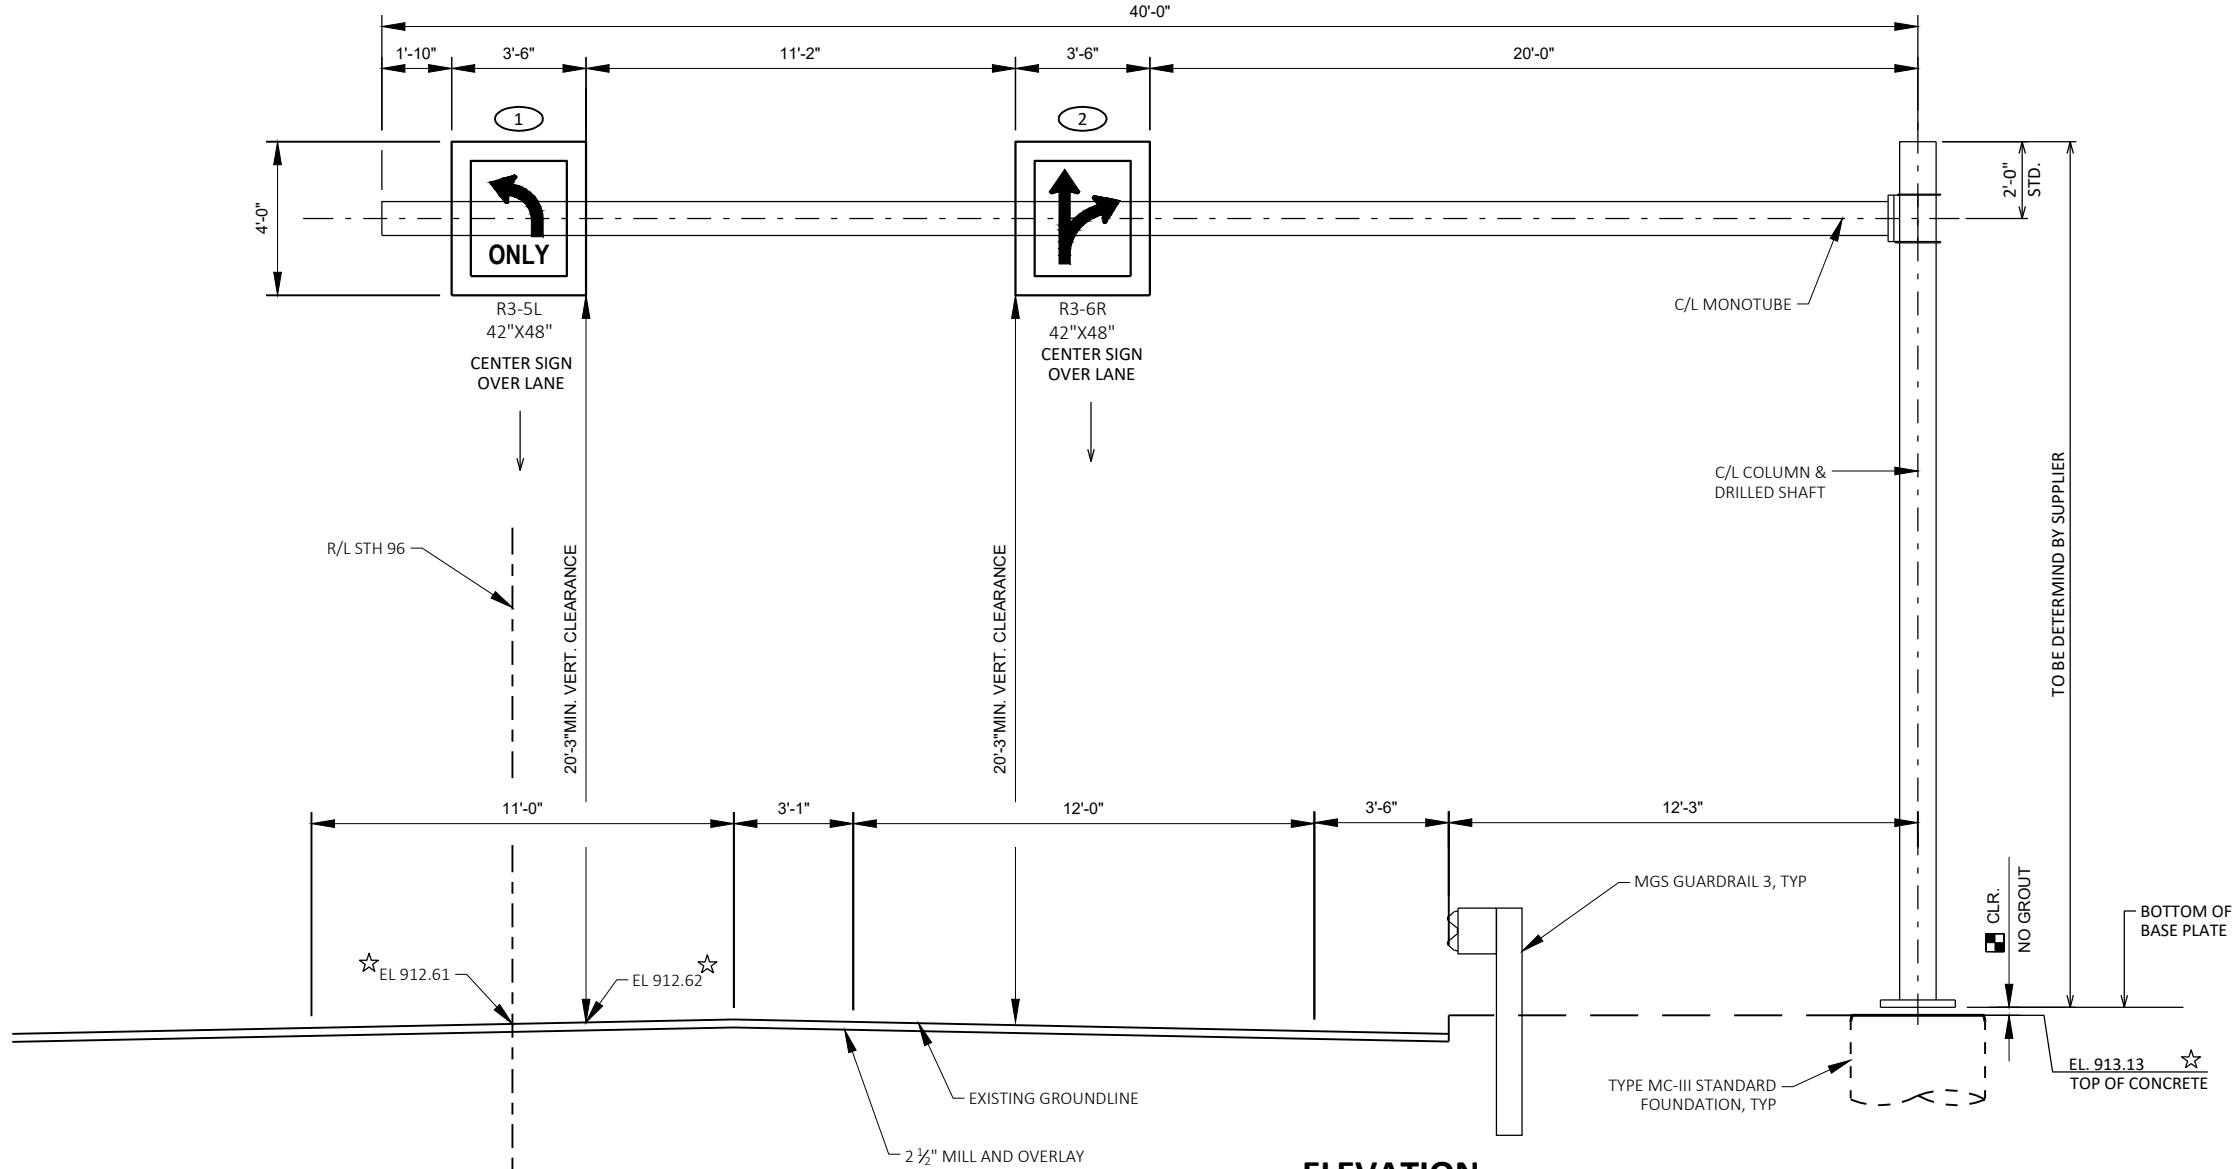 40'-0"
1'-10"
3'-6"
11'-2"
3'-6"
20'-0"
1
2
4'-0"
ONLY
2'-0"
STD.
R3-5L
42"X48"
CENTER SIGN
OVER LANE
R3-6R
42"X48"
CENTER SIGN
OVER LANE
C/L MONOTUBE
C/L COLUMN &
DRILLED SHAFT
R/L STH 96
20'-3"MIN. VERT. CLEARANCE
20'-3"MIN. VERT. CLEARANCE
TO BE DETERMIND BY SUPPLIER
11'-0"
3'-1"
12'-0"
3'-6"
12'-3"
MGS GUARDRAIL 3, TYP
CLR.
NO GROUT
BOTTOM OF
BASE PLATE
EL 912.61
EL 912.62
EL. 913.13
TOP OF CONCRETE
TYPE MC-III STANDARD
FOUNDATION, TYP
EXISTING GROUNDLINE
2 ½" MILL AND OVERLAY
ELEVATION